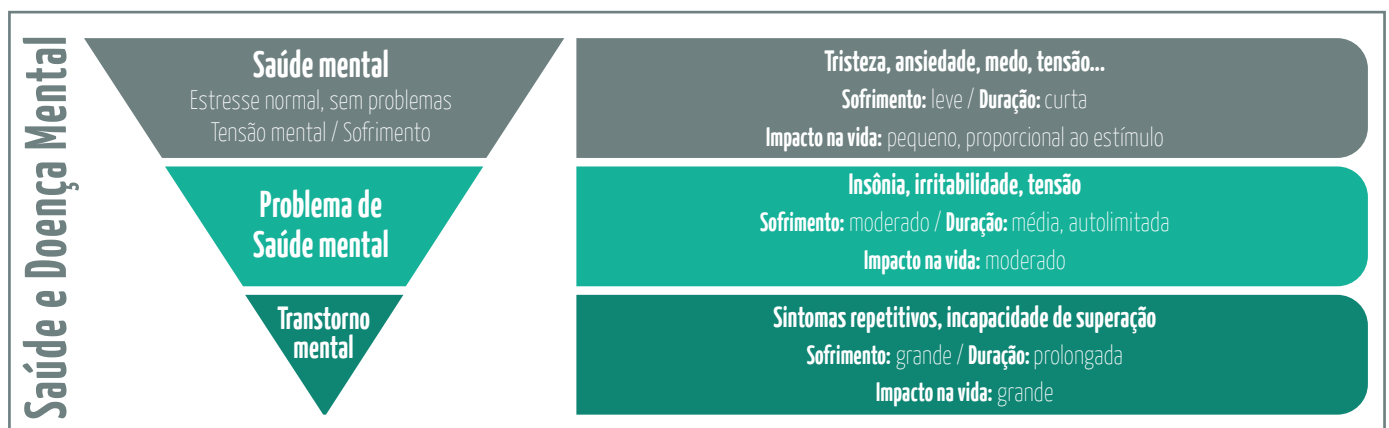 Saúde e Doença Mental
Saúde mental
Estresse normal, sem problemas
Tensão mental / Sofrimento
Tristeza, ansiedade, medo, tensão...
Sofrimento: leve / Duração: curta
Impacto na vida: pequeno, proporcional ao estímulo
Problema de
Saúde mental
Insônia, irritabilidade, tensão
Sofrimento: moderado / Duração: média, autolimitada
Impacto na vida: moderado
Transtorno
mental
Sintomas repetitivos, incapacidade de superação
Sofrimento: grande / Duração: prolongada
Impacto na vida: grande